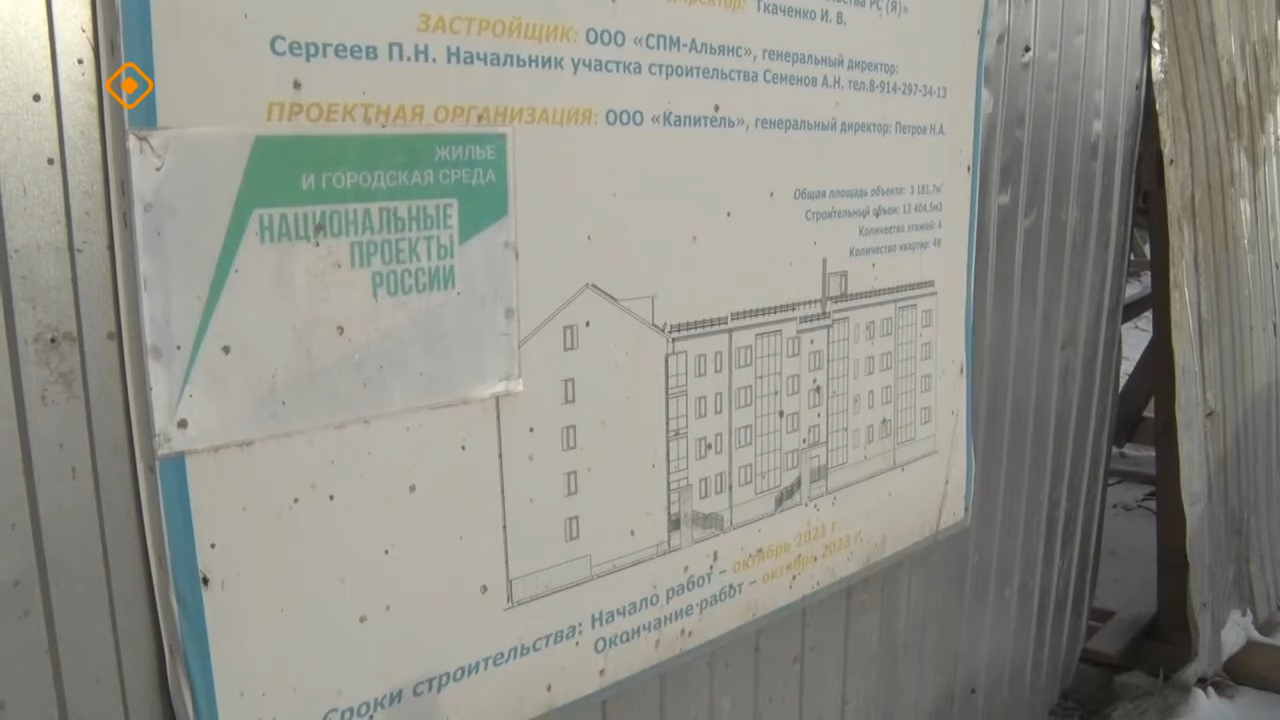 РС (Я)»
Ткаченко И. В.
ЗАСТРОЙЩИК: ООО «СПМ-Альянс», генеральный директор:
Сергеев П.Н. Начальник участка строительства Семенов А.Н. тел.8-914-297-34-13
ПРОЕКТНАЯ ОРГАНИЗАЦИЯ: ООО «Капитель», генеральный директор: Петров Н.А.
ЖИЛЬЕ
И ГОРОДСКАЯ СРЕДА
НАЦИОНАЛЬНЫЕ
ПРОЕКТЫ
РОССИИ
Общая площадь объекта: 3 181,7м²
Строительный объем: 13 404,5м3
Количество этажей: 4
Количество квартир: 48
Сроки строительства: Начало работ – октябрь 2021 г.
Окончание работ – октябрь 2023 г.